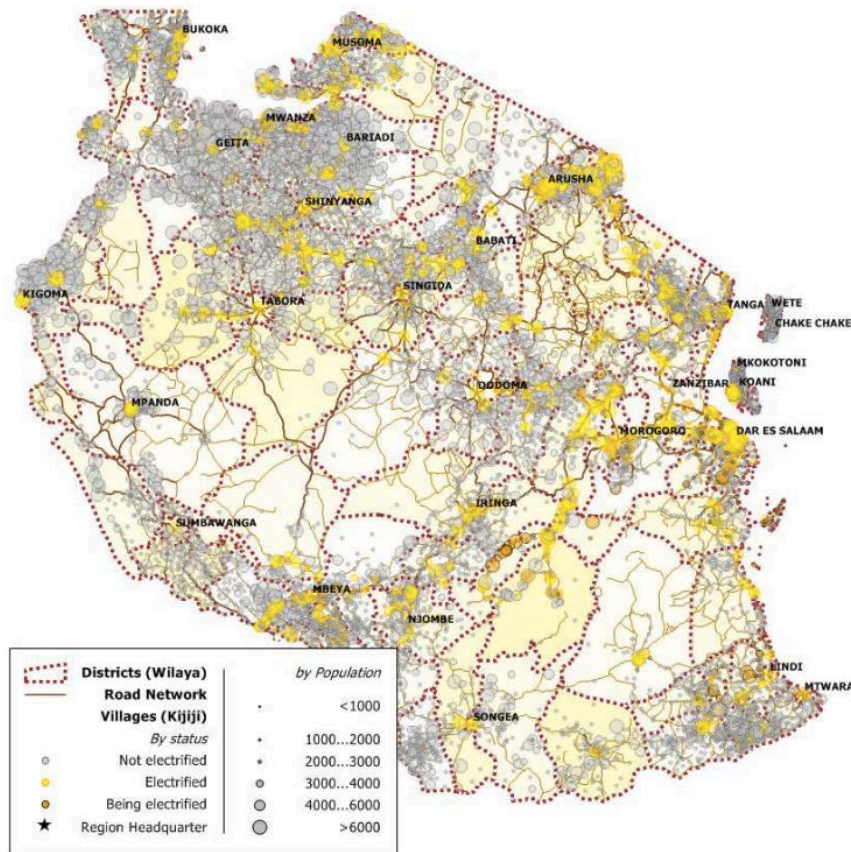 BUKOKA
MUSOMA
MWANZA
GEITA
BARIADI
SHINYANGA
ARUSHA
BABATI
KIGOMA
TABORA
SINGIDA
TANGA
WETE
CHAKE CHAKE
MKOKOTONI
ZANZIBAR
KOANI
DODOMA
MPANDA
MOROGORO
DAR ES SALAAM
IRINGA
SUMBAWANGA
MBEYA
NJOMBE
LINDI
MTWARA
SONGEA
Districts (Wilaya)
Road Network
Villages (Kijiji)
By status
Not electrified
Electrified
Being electrified
Region Headquarter
by Population
<1000
1000...2000
2000...3000
3000...4000
4000...6000
>6000